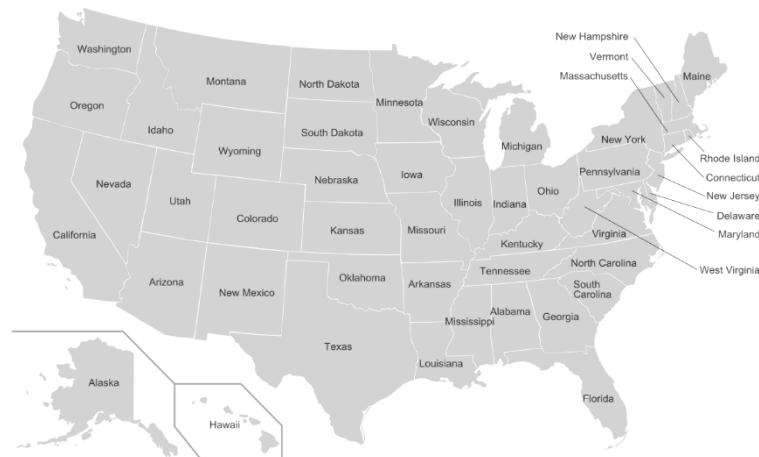 Washington
Oregon
California
Idaho
Nevada
Montana
Wyoming
Utah
Arizona
Colorado
New Mexico
North Dakota
South Dakota
Nebraska
Kansas
Oklahoma
Texas
Minnesota
Iowa
Missouri
Arkansas
Louisiana
Wisconsin
Illinois
Mississippi
Michigan
Indiana
Ohio
Kentucky
Tennessee
Alabama
Georgia
Florida
South
Carolina
North Carolina
Virginia
Pennsylvania
New York
New Hampshire
Vermont
Massachusetts
Maine
Rhode Island
Connecticut
New Jersey
Delaware
Maryland
West Virginia
Alaska
Hawaii